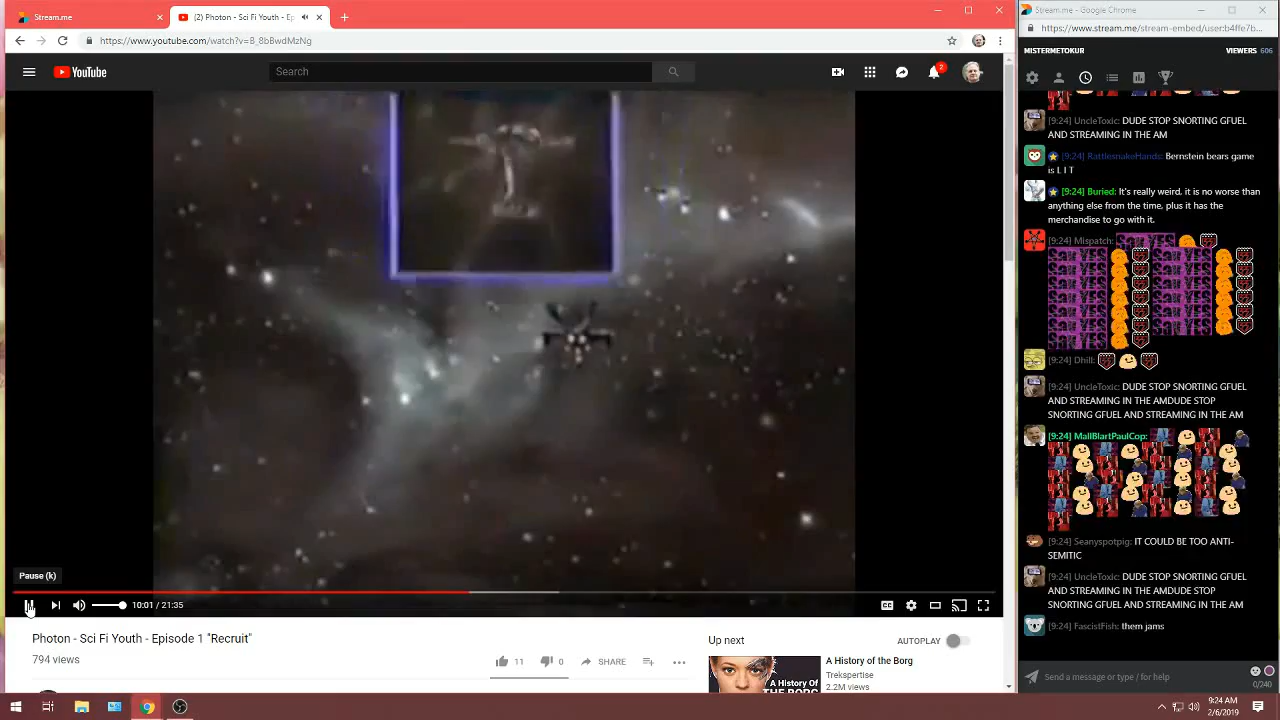 Stream.me
(2) Photon - Sci Fi Youth - Ep
Stream.me - Google Chrome
https://www.youtube.com/watch?v=B_8bBwdMzNg
https://www.stream.me/stream-embed/user:b4ffe7b...
MISTERMETOKUR
VIEWERS 606
YouTube
Search
2
[9:24] UncleToxic: DUDE STOP SNORTING GFUEL
AND STREAMING IN THE AM
[9:24] RattlesnakeHands: Bernstein bears game
is L I T
[9:24] Buried: It's really weird, it is no worse than
anything else from the time, plus it has the
merchandise to go with it.
[9:24] Mispatch:
[9:24] Dhill:
[9:24] UncleToxic: DUDE STOP SNORTING GFUEL
AND STREAMING IN THE AMDUDE STOP
SNORTING GFUEL AND STREAMING IN THE AM
[9:24] MallBlartPaulCop:
[9:24] Seanyspotpig: IT COULD BE TOO ANTI-
SEMITIC
[9:24] UncleToxic: DUDE STOP SNORTING GFUEL
AND STREAMING IN THE AMDUDE STOP
SNORTING GFUEL AND STREAMING IN THE AM
[9:24] FascistFish: them jams
Pause (k)
10:01 / 21:35
Photon - Sci Fi Youth - Episode 1 "Recruit"
794 views
11
0
SHARE
Up next
AUTOPLAY
A History of the Borg
Trekspertise
2.2M views
A History Of
THE BORG
Send a message or type / for help
0/240
9:24 AM
2/6/2019